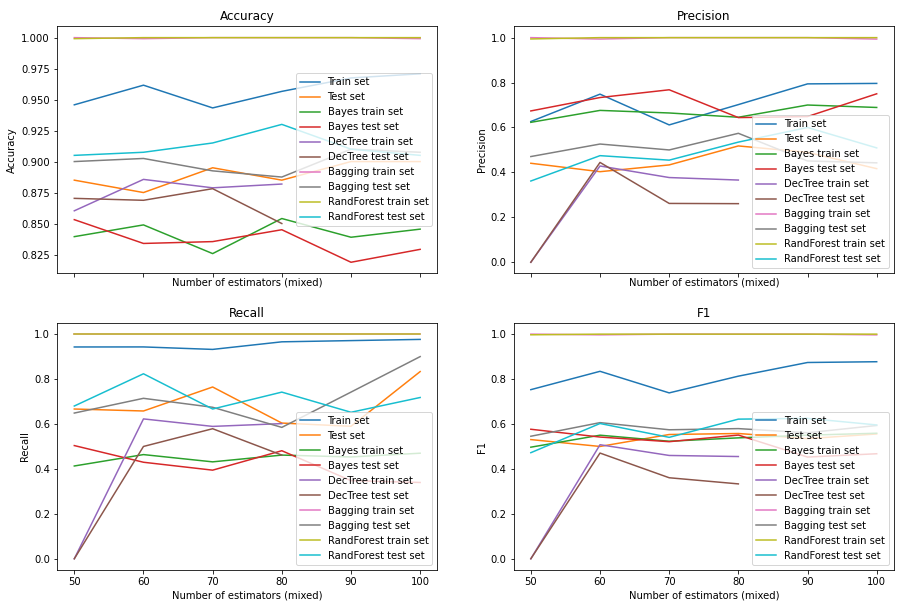 Accuracy
Accuracy
1.000
0.975
0.950
0.925
0.900
0.875
0.850
0.825
Train set
Test set
Bayes train set
Bayes test set
DecTree train set
DecTree test set
Bagging train set
Bagging test set
RandForest train set
RandForest test set
Number of estimators (mixed)
Precision
Precision
1.0
0.8
0.6
0.4
0.2
0.0
Train set
Test set
Bayes train set
Bayes test set
DecTree train set
DecTree test set
Bagging train set
Bagging test set
RandForest train set
RandForest test set
Number of estimators (mixed)
Recall
Recall
1.0
0.8
0.6
0.4
0.2
0.0
Train set
Test set
Bayes train set
Bayes test set
DecTree train set
DecTree test set
Bagging train set
Bagging test set
RandForest train set
RandForest test set
50 60 70 80 90 100
Number of estimators (mixed)
F1
F1
1.0
0.8
0.6
0.4
0.2
0.0
Train set
Test set
Bayes train set
Bayes test set
DecTree train set
DecTree test set
Bagging train set
Bagging test set
RandForest train set
RandForest test set
50 60 70 80 90 100
Number of estimators (mixed)